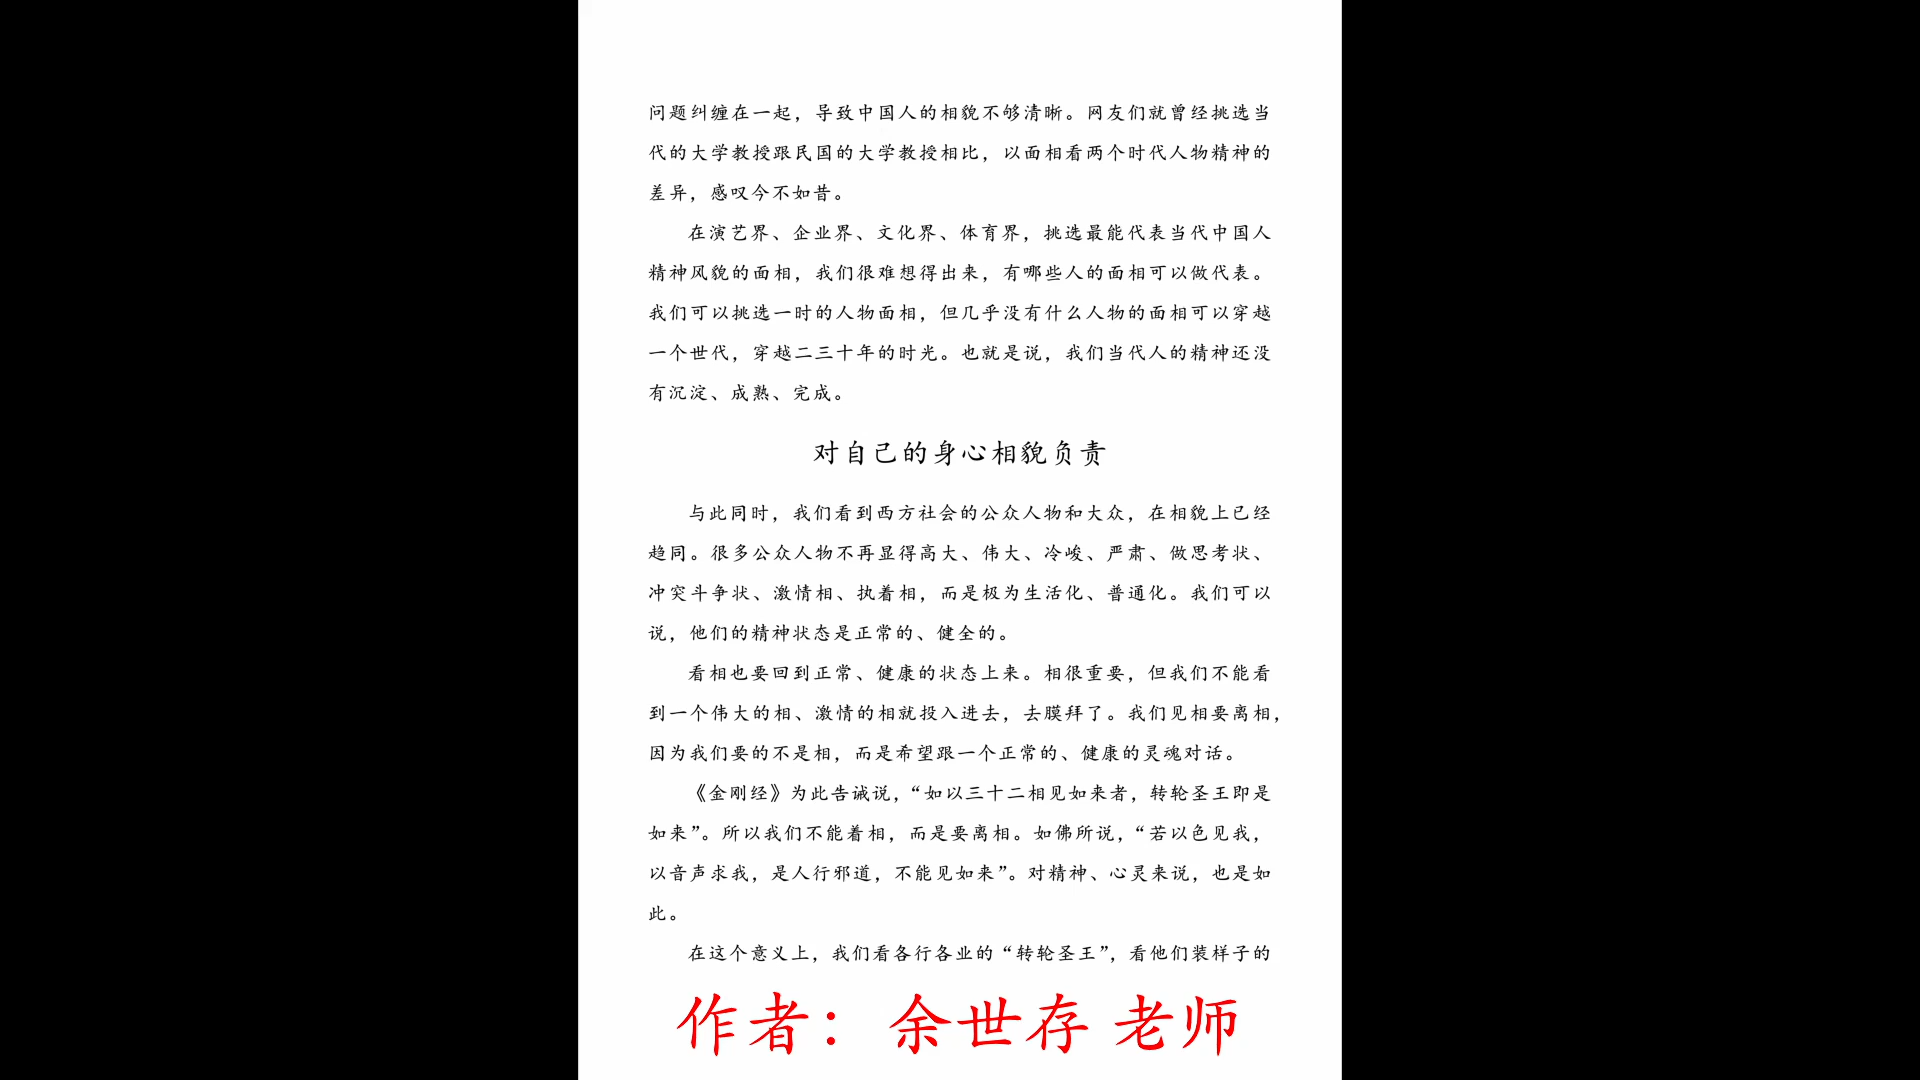 问题纠缠在一起，导致中国人的相貌不够清晰。网友们就曾经挑选当
代的大学教授跟民国的大学教授相比，以面相看两个时代人物精神的
差异，感叹今不如昔。
在演艺界、企业界、文化界、体育界，挑选最能代表当代中国人
精神风貌的面相，我们很难想得出来，有哪些人的面相可以做代表。
我们可以挑选一时的人物面相，但几乎没有什么人物的面相可以穿越
一个世代，穿越二三十年的时光。也就是说，我们当代人的精神还没
有沉淀、成熟、完成。
对自己的身心相貌负责
与此同时，我们看到西方社会的公众人物和大众，在相貌上已经
趋同。很多公众人物不再显得高大、伟大、冷峻、严肃、做思考状、
冲突斗争状、激情相、执着相，而是极为生活化、普通化。我们可以
说，他们的精神状态是正常的、健全的。
看相也要回到正常、健康的状态上来。相很重要，但我们不能看
到一个伟大的相、激情的相就投入进去，去膜拜了。我们见相要离相，
因为我们要的不是相，而是希望跟一个正常的、健康的灵魂对话。
《金刚经》为此告诫说，“如以三十二相见如来者，转轮圣王即是
如来”。所以我们不能着相，而是要离相。如佛所说，“若以色见我，
以音声求我，是人行邪道，不能见如来”。对精神、心灵来说，也是如
此。
在这个意义上，我们看各行各业的“转轮圣王”，看他们装样子的
作者：余世存 老师